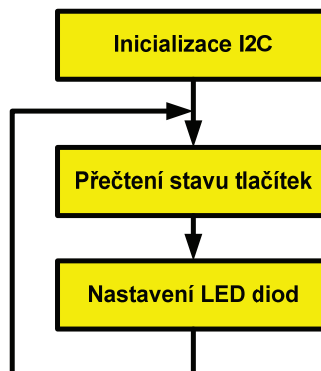 Inicializace I2C
Přečtení stavu tlačítek
Nastavení LED diod